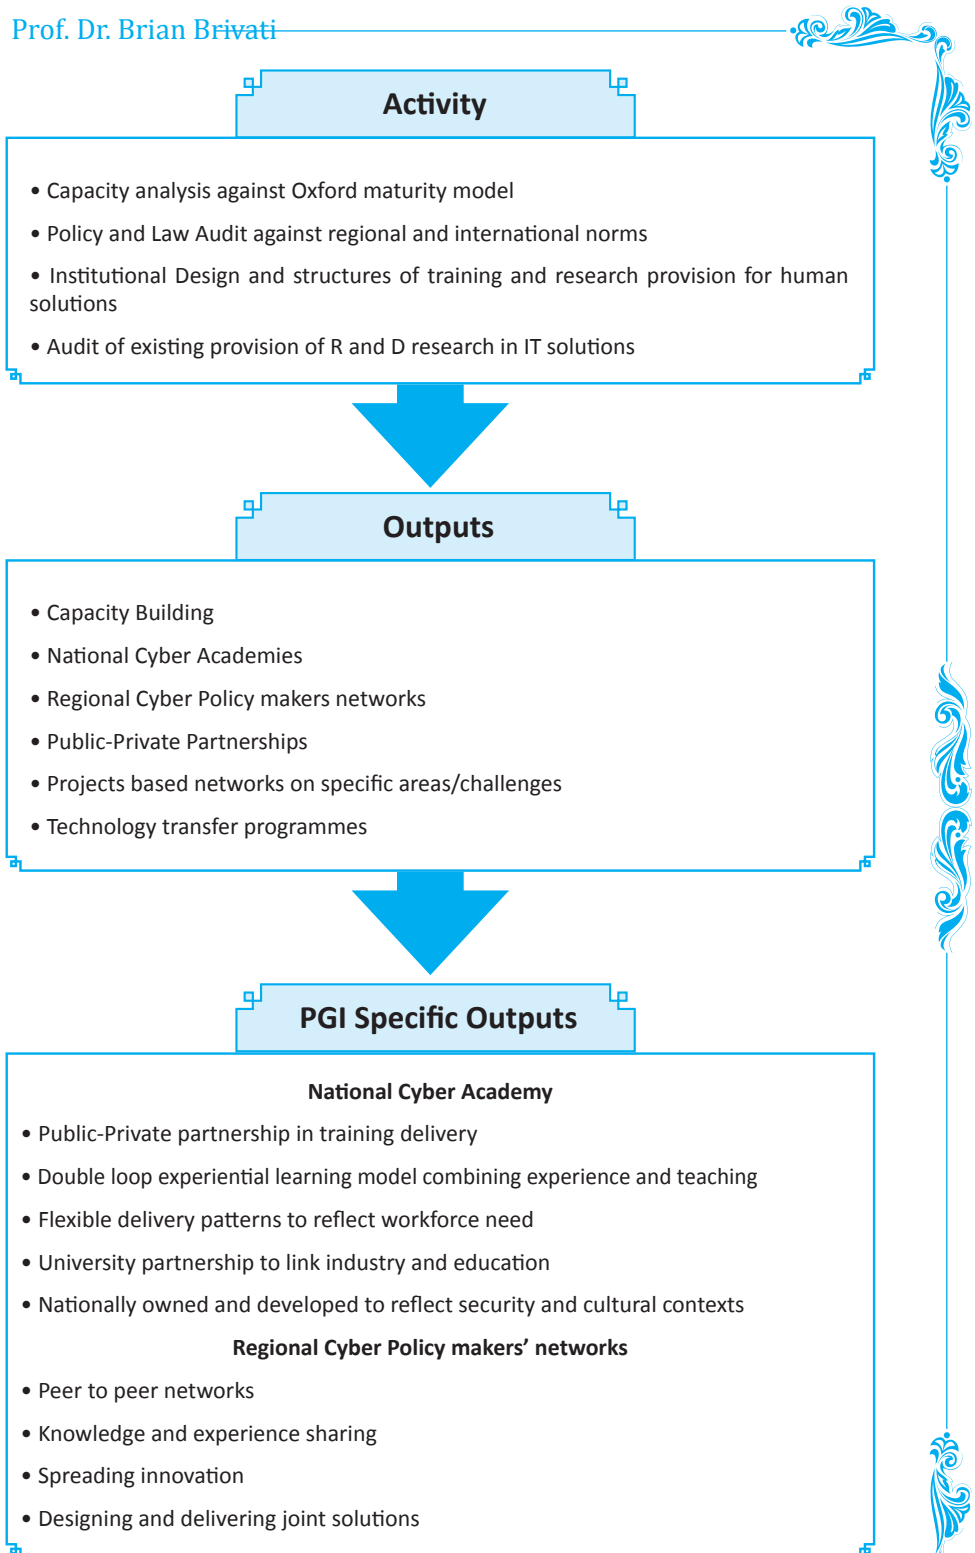 Prof. Dr. Brian Brivati
Activity
• Capacity analysis against Oxford maturity model
• Policy and Law Audit against regional and international norms
• Institutional Design and structures of training and research provision for human
solutions
• Audit of existing provision of R and D research in IT solutions
Outputs
• Capacity Building
• National Cyber Academies
• Regional Cyber Policy makers networks
• Public-Private Partnerships
• Projects based networks on specific areas/challenges
• Technology transfer programmes
PGI Specific Outputs
National Cyber Academy
• Public-Private partnership in training delivery
• Double loop experiential learning model combining experience and teaching
• Flexible delivery patterns to reflect workforce need
• University partnership to link industry and education
• Nationally owned and developed to reflect security and cultural contexts
Regional Cyber Policy makers’ networks
• Peer to peer networks
• Knowledge and experience sharing
• Spreading innovation
• Designing and delivering joint solutions